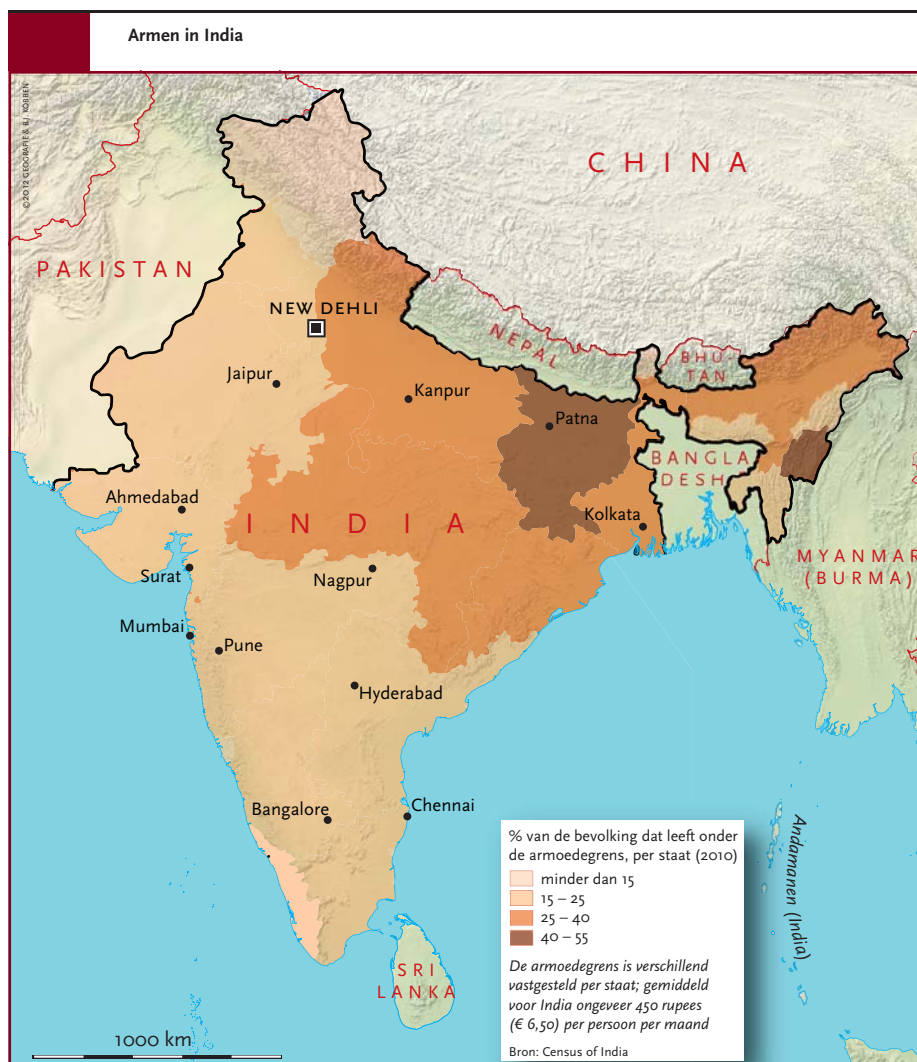 Armen in India
©2012 GEOGRAFIE & B.J. KÖBBEN
CHINA
PAKISTAN
NEW DEHLI
NEPAL
BHU-
TAN
Jaipur
Kanpur
Patna
BANGLA
DESH
Ahmedabad
INDIA
Kolkata
MYANMAR
(BURMA)
Surat
Nagpur
Mumbai
Pune
Hyderabad
Bangalore
Chennai
Andamanen (India)
SRI
LANKA
% van de bevolking dat leeft onder
de armoedegrens, per staat (2010)
minder dan 15
15 – 25
25 – 40
40 – 55
De armoedegrens is verschillend
vastgesteld per staat; gemiddeld
voor India ongeveer 450 rupees
(€ 6,50) per persoon per maand
Bron: Census of India
1000 km